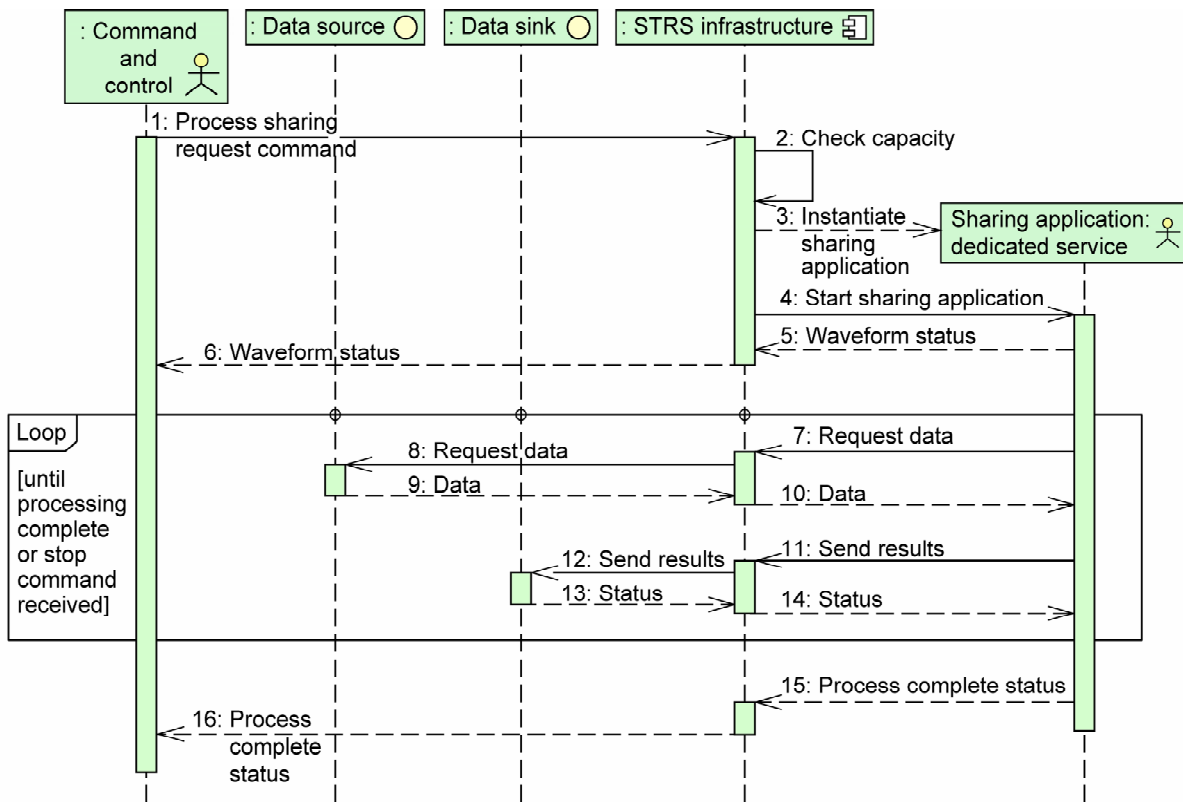 : Command
and
control
: Data source
: Data sink
: STRS infrastructure
1: Process sharing
request command
2: Check capacity
3: Instantiate
sharing
application
Sharing application:
dedicated service
4: Start sharing application
5: Waveform status
6: Waveform status
Loop
[until
processing
complete
or stop
command
received]
7: Request data
8: Request data
9: Data
10: Data
11: Send results
12: Send results
13: Status
14: Status
15: Process complete status
16: Process
complete
status